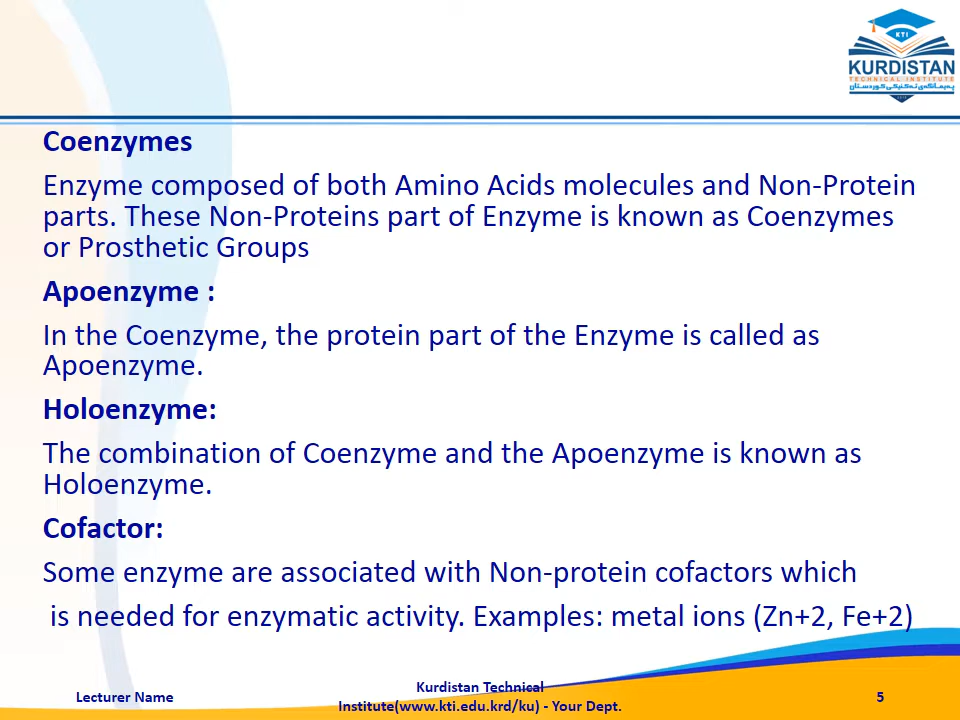 KTI
KURDISTAN
TECHNICAL INSTITUTE
پەیمانگەی تەکنیکی کوردستان
Coenzymes
Enzyme composed of both Amino Acids molecules and Non-Protein
parts. These Non-Proteins part of Enzyme is known as Coenzymes
or Prosthetic Groups
Apoenzyme :
In the Coenzyme, the protein part of the Enzyme is called as
Apoenzyme.
Holoenzyme:
The combination of Coenzyme and the Apoenzyme is known as
Holoenzyme.
Cofactor:
Some enzyme are associated with Non-protein cofactors which
is needed for enzymatic activity. Examples: metal ions (Zn+2, Fe+2)
Lecturer Name
Kurdistan Technical
Institute(www.kti.edu.krd/ku) - Your Dept.
5